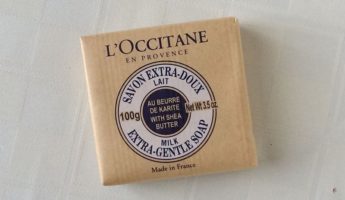 L'OCCITANE
EN PROVENCE
SAVON EXTRA-DOUX
LAIT
100g
AU BEURRE
DE KARITÉ
WITH SHEA
BUTTER
Net Wt. 3.5 oz.
MILK
EXTRA-GENTLE SOAP
Made in France